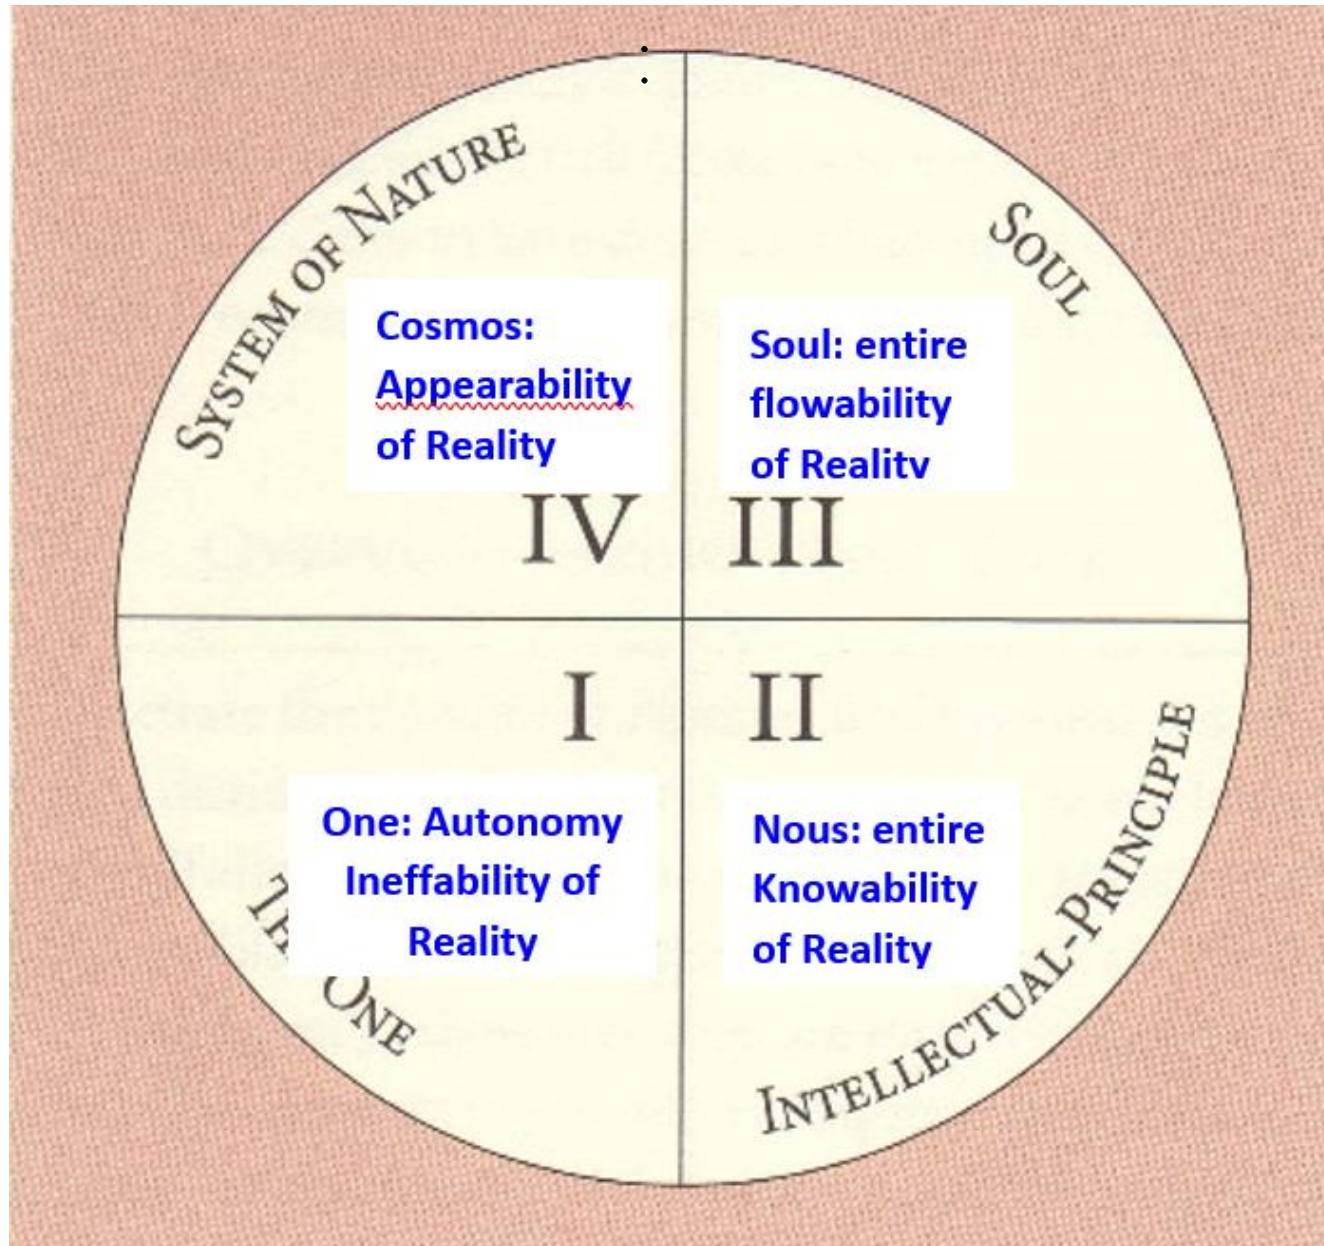 SYSTEM OF NATURE
SOUL
Cosmos:
Appearability
of Reality
Soul: entire
flowability
of Reality
IV
III
I
II
One: Autonomy
Ineffability of
Reality
Nous: entire
Knowability
of Reality
ONE
INTELLECTUAL-PRINCIPLE